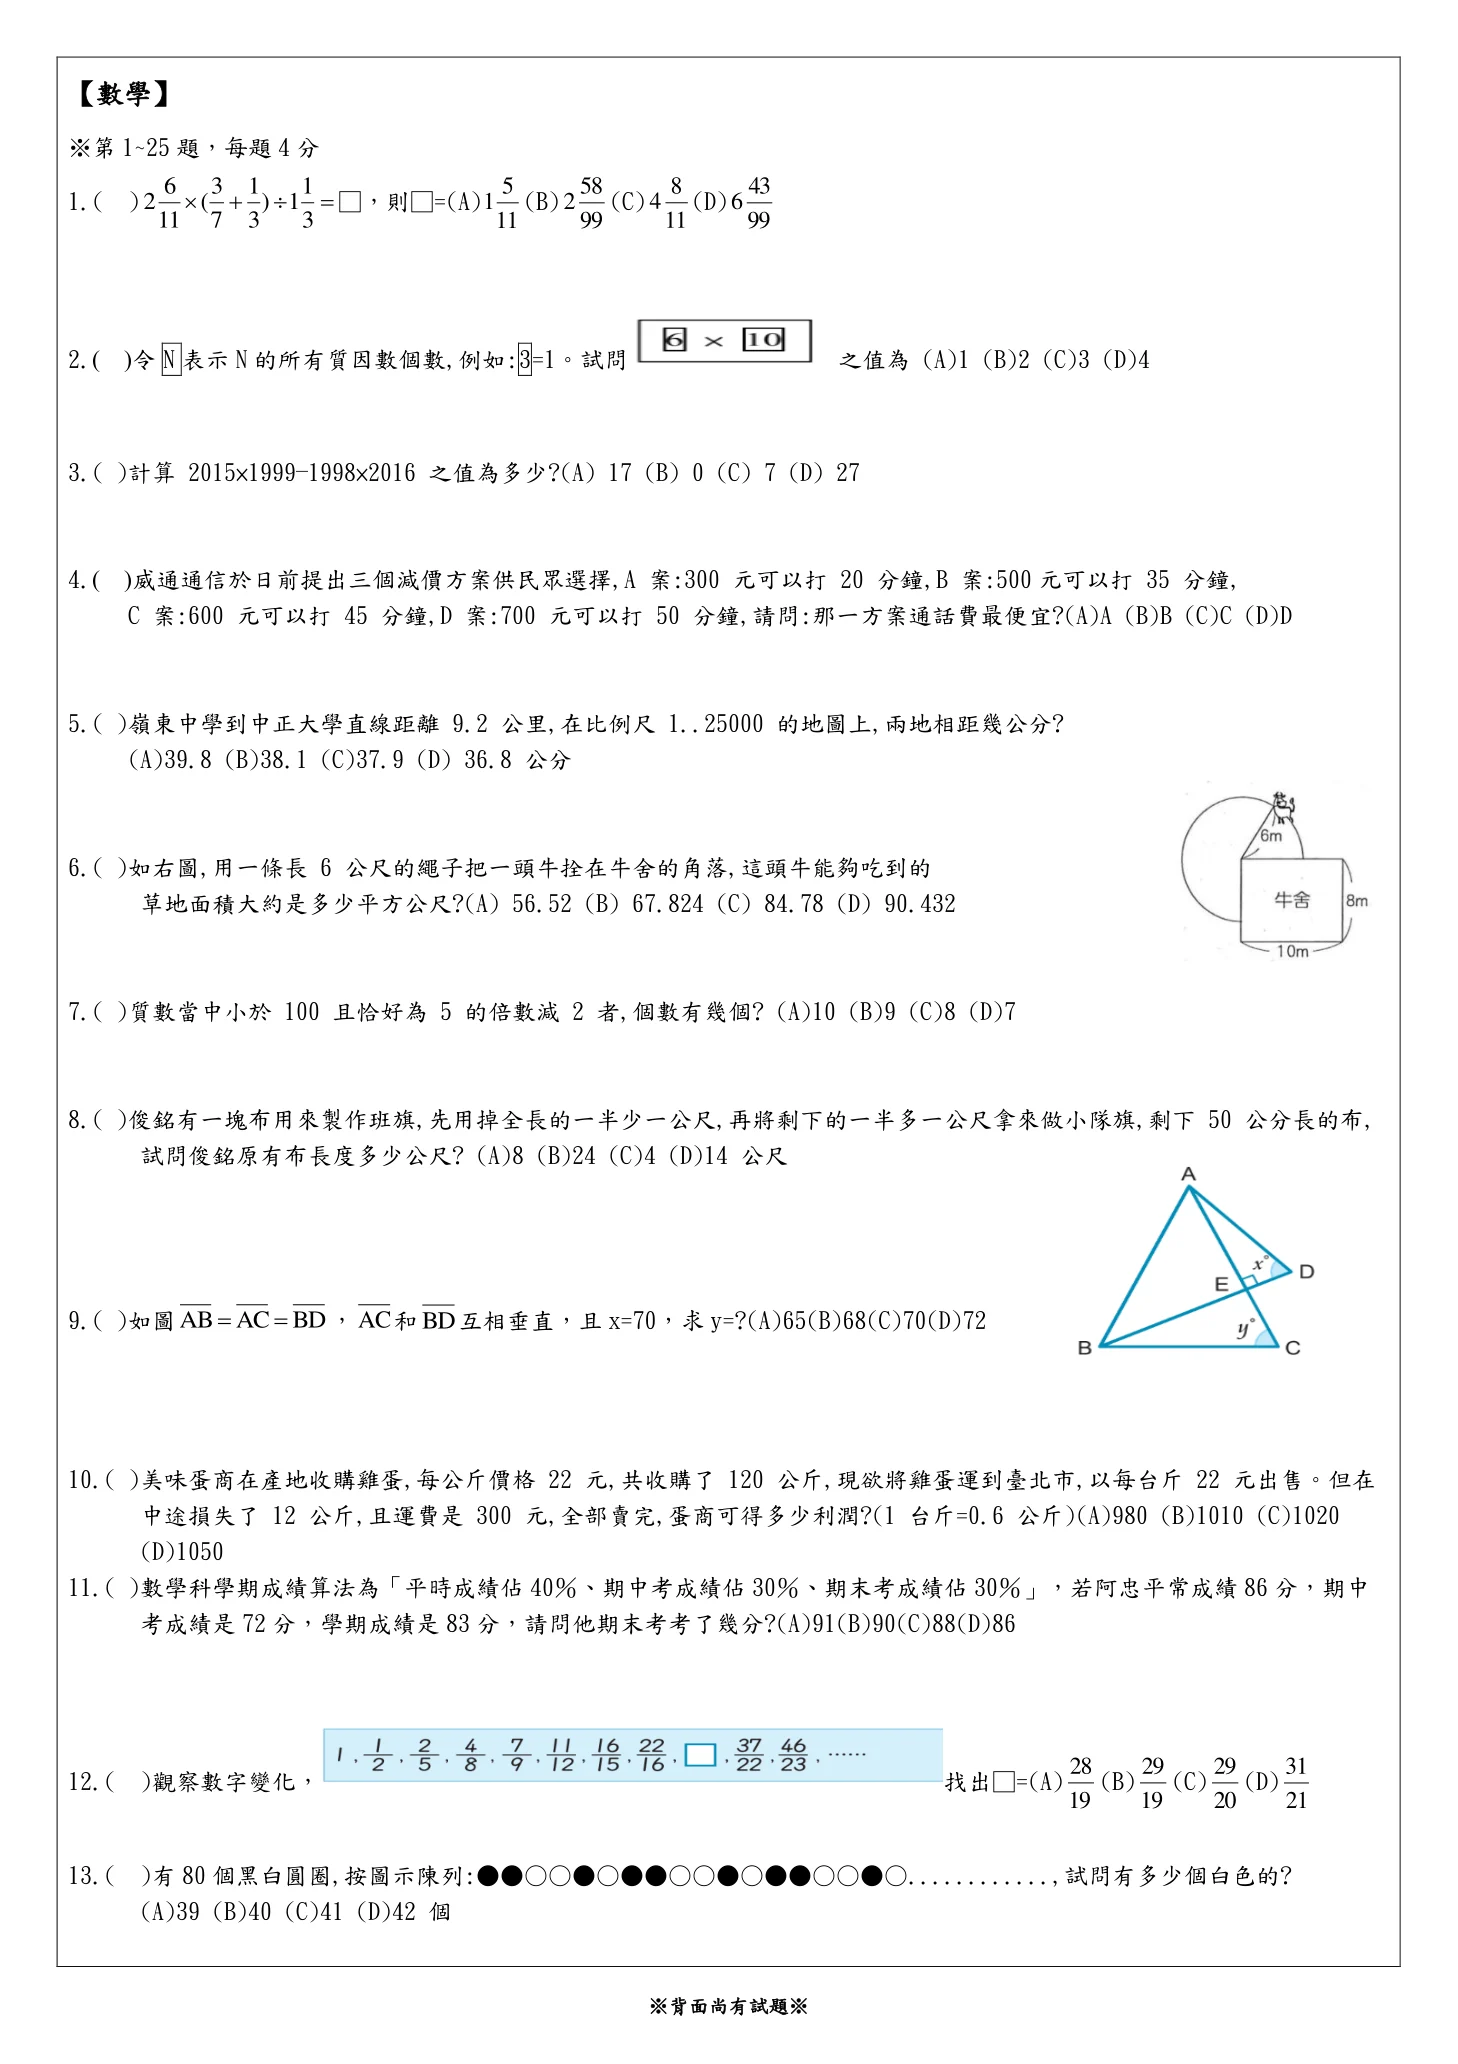 【數學】
※第1~25題，每題4分
1.(　)2 6/11×(3/7+1/3)÷1 1/3=□，則□=(A)1 5/11(B)2 58/99(C)4 8/11(D)6 43/99
6 × 10
2.(　)令N表示N的所有質因數個數,例如:3=1。試問 之值為 (A)1 (B)2 (C)3 (D)4
3.( )計算 2015×1999-1998×2016 之值為多少?(A) 17 (B) 0 (C) 7 (D) 27
4.(　)威通通信於日前提出三個減價方案供民眾選擇,A 案:300 元可以打 20 分鐘,B 案:500元可以打 35 分鐘,
C 案:600 元可以打 45 分鐘,D 案:700 元可以打 50 分鐘,請問:那一方案通話費最便宜?(A)A (B)B (C)C (D)D
5.( )嶺東中學到中正大學直線距離 9.2 公里,在比例尺 1..25000 的地圖上,兩地相距幾公分?
(A)39.8 (B)38.1 (C)37.9 (D) 36.8 公分
6m
6.( )如右圖,用一條長 6 公尺的繩子把一頭牛拴在牛舍的角落,這頭牛能夠吃到的
草地面積大約是多少平方公尺?(A) 56.52 (B) 67.824 (C) 84.78 (D) 90.432
牛舍 8m
10m
7.( )質數當中小於 100 且恰好為 5 的倍數減 2 者,個數有幾個? (A)10 (B)9 (C)8 (D)7
8.( )俊銘有一塊布用來製作班旗,先用掉全長的一半少一公尺,再將剩下的一半多一公尺拿來做小隊旗,剩下 50 公分長的布,
試問俊銘原有布長度多少公尺? (A)8 (B)24 (C)4 (D)14 公尺
A
E x° D
9.( )如圖AB=AC=BD，AC和BD互相垂直，且x=70，求y=?(A)65(B)68(C)70(D)72
y°
B C
10.( )美味蛋商在產地收購雞蛋,每公斤價格 22 元,共收購了 120 公斤,現欲將雞蛋運到臺北市,以每台斤 22 元出售。但在
中途損失了 12 公斤,且運費是 300 元,全部賣完,蛋商可得多少利潤?(1 台斤=0.6 公斤)(A)980 (B)1010 (C)1020
(D)1050
11.( )數學科學期成績算法為「平時成績佔40%、期中考成績佔30%、期末考成績佔30%」，若阿忠平常成績86分，期中
考成績是72分，學期成績是83分，請問他期末考考了幾分?(A)91(B)90(C)88(D)86
1 , 1/2 , 2/5 , 4/8 , 7/9 , 11/12 , 16/15 , 22/16 , □ , 37/22 , 46/23 , ……
12.(　)觀察數字變化， 找出□=(A)28/19(B)29/19(C)29/20(D)31/21
13.(　)有80個黑白圓圈,按圖示陳列:●●○○●○●●○○●○●●○○●○............,試問有多少個白色的?
(A)39 (B)40 (C)41 (D)42 個
※背面尚有試題※